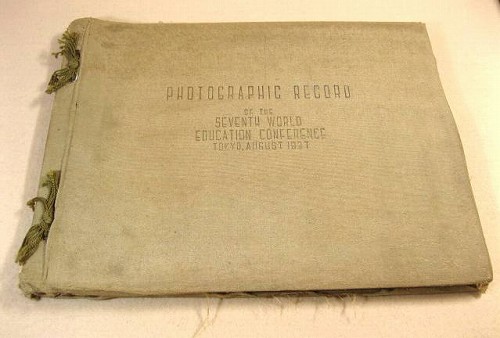 PHOTOGRAPHIC RECORD
OF THE
SEVENTH WORLD
EDUCATION CONFERENCE
TOKYO, AUGUST 1937